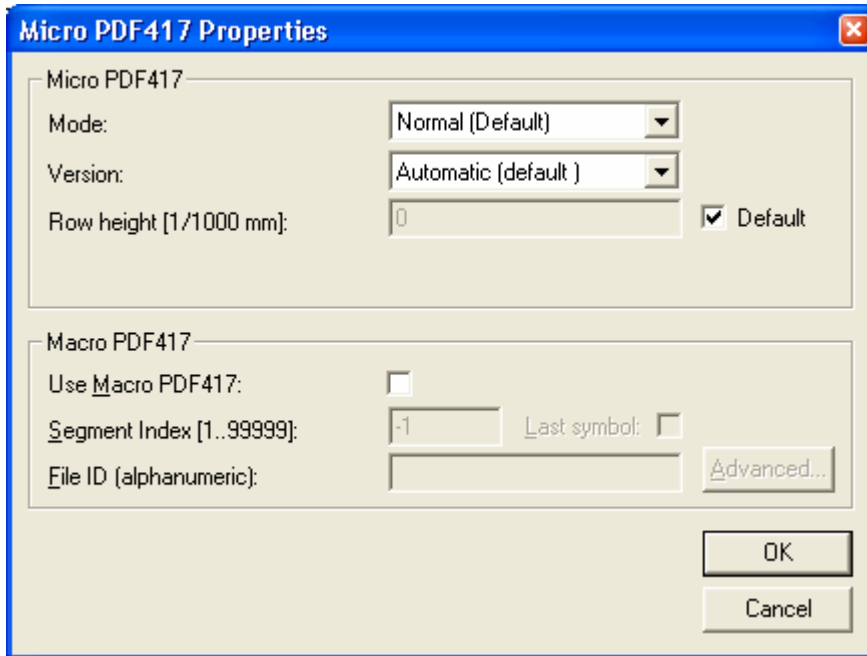 Micro PDF417 Properties
Micro PDF417
Mode: Normal (Default)
Version: Automatic (default )
Row height [1/1000 mm]: 0 Default
Macro PDF417
Use Macro PDF417:
Segment Index [1..99999]: -1 Last symbol:
File ID (alphanumeric): Advanced...
OK
Cancel